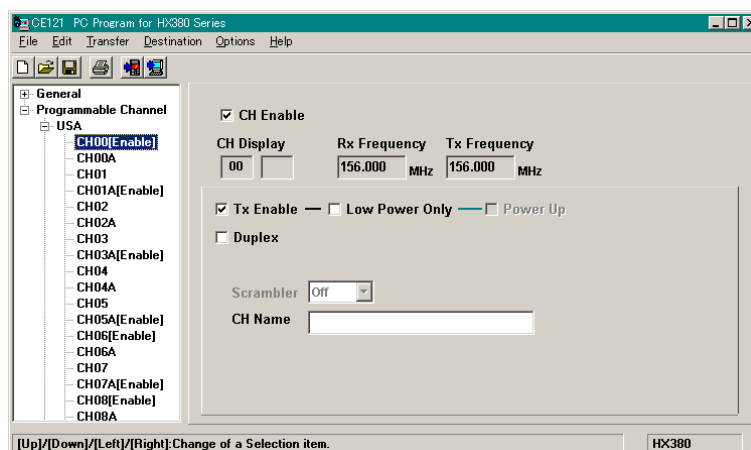 CE121 PC Program for HX380 Series
File Edit Transfer Destination Options Help
General
Programmable Channel
USA
CH00[Enable]
CH00A
CH01
CH01A[Enable]
CH02
CH02A
CH03
CH03A[Enable]
CH04
CH04A
CH05
CH05A[Enable]
CH06[Enable]
CH06A
CH07
CH07A[Enable]
CH08[Enable]
CH08A
CH Enable
CH Display Rx Frequency Tx Frequency
00 156.000 MHz 156.000 MHz
Tx Enable Low Power Only Power Up
Duplex
Scrambler Off
CH Name
[Up]/[Down]/[Left]/[Right]:Change of a Selection item. HX380